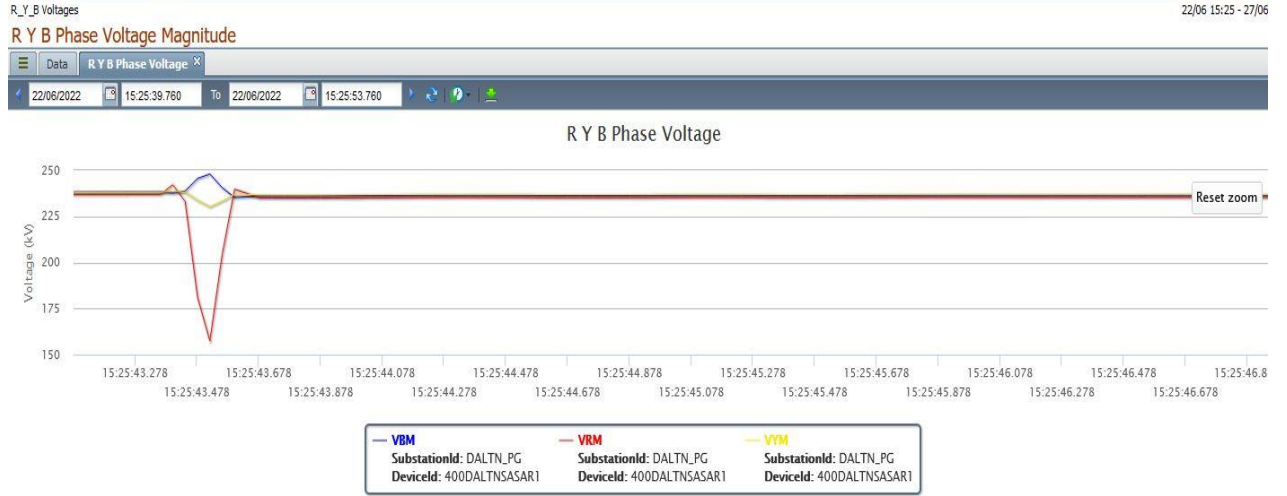 R_Y_B Voltages 22/06 15:25 - 27/06
R Y B Phase Voltage Magnitude
Data R Y B Phase Voltage
22/06/2022 15:25:39.760 To 22/06/2022 15:25:53.760
R Y B Phase Voltage
250
225
200
175
150
Voltage (kV)
Reset zoom
15:25:43.278 15:25:43.678 15:25:44.078 15:25:44.478 15:25:44.878 15:25:45.278 15:25:45.678 15:25:46.078 15:25:46.478 15:25:46.8
15:25:43.478 15:25:43.878 15:25:44.278 15:25:44.678 15:25:45.078 15:25:45.478 15:25:45.878 15:25:46.278 15:25:46.678
VBM VRM VYM
SubstationId: DALTN_PG SubstationId: DALTN_PG SubstationId: DALTN_PG
DeviceId: 400DALTNSASAR1 DeviceId: 400DALTNSASAR1 DeviceId: 400DALTNSASAR1